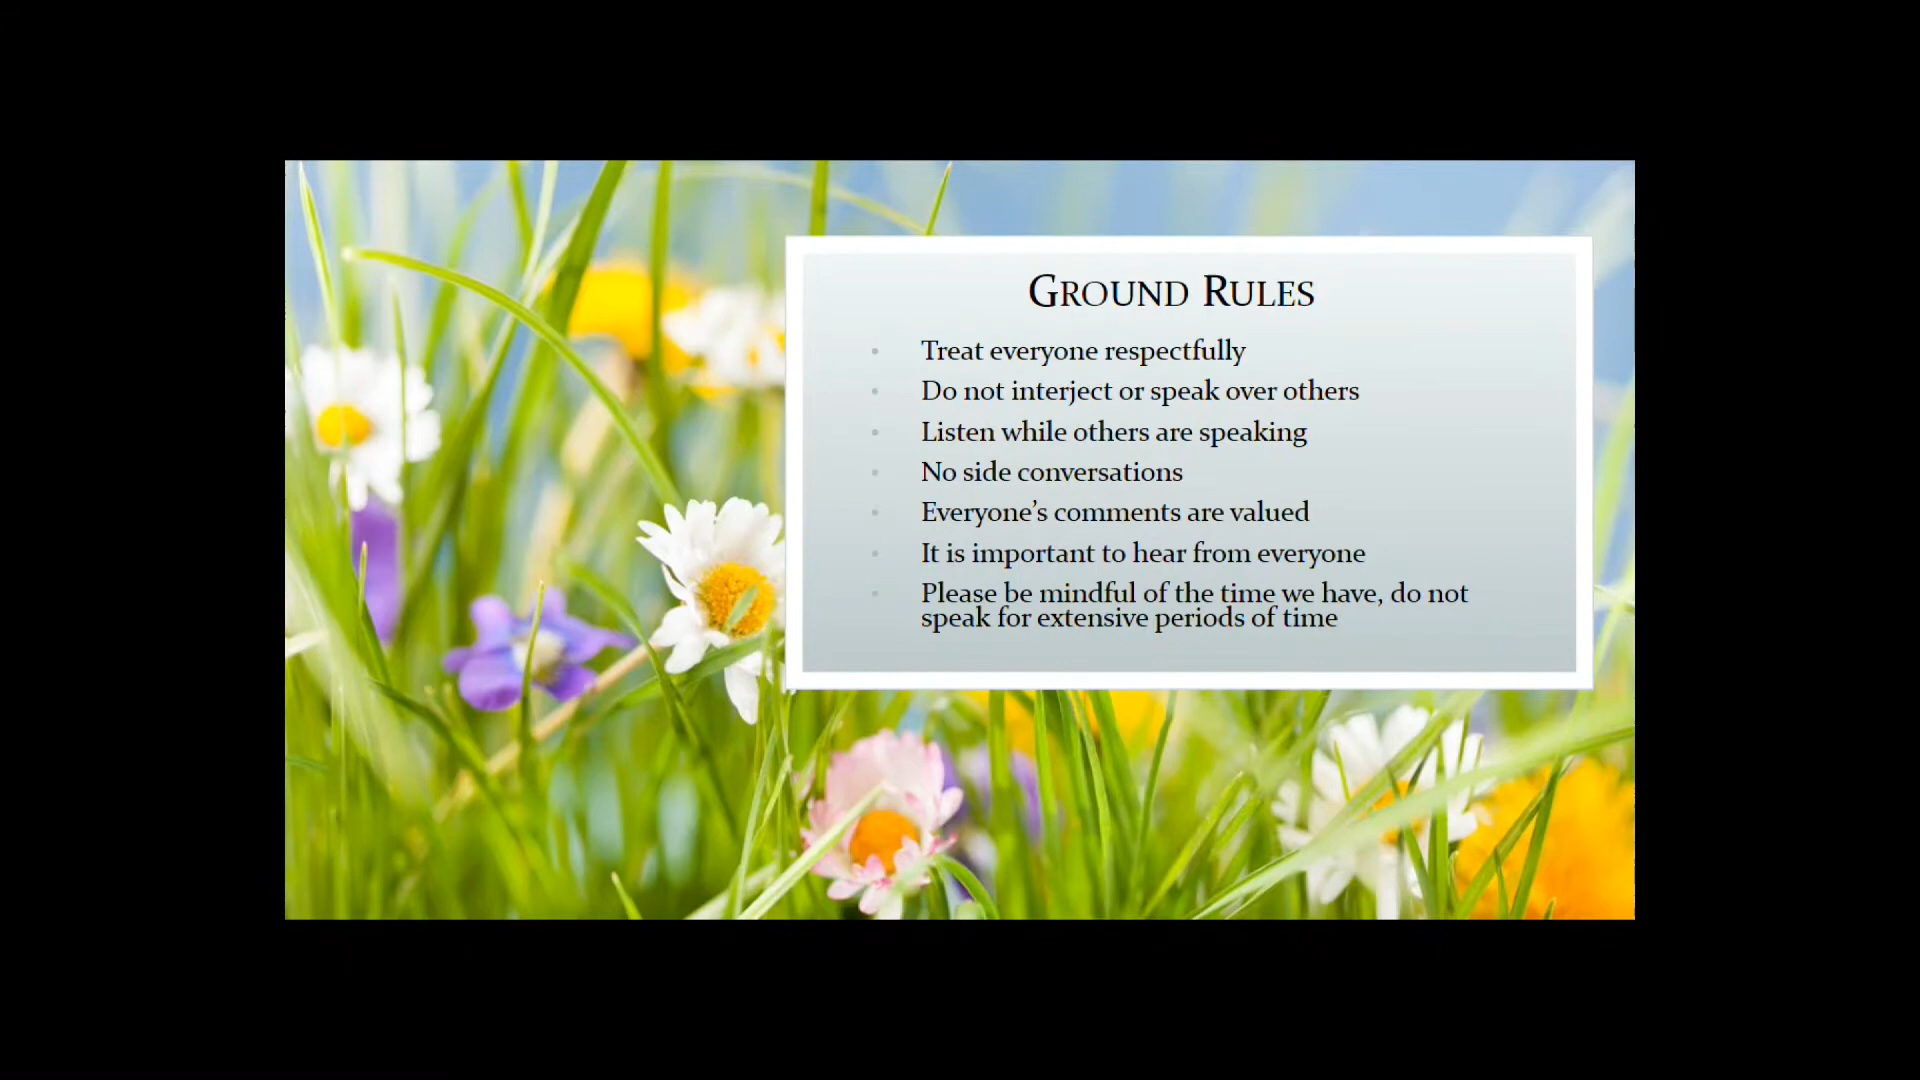 Ground Rules
Treat everyone respectfully
Do not interject or speak over others
Listen while others are speaking
No side conversations
Everyone’s comments are valued
It is important to hear from everyone
Please be mindful of the time we have, do not
speak for extensive periods of time